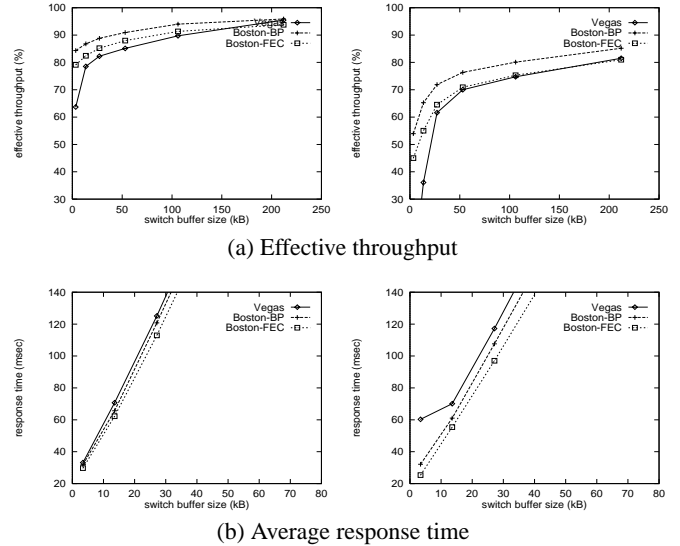 100
90
80
70
60
50
40
30
effective throughput (%)
0 50 100 150 200 250
switch buffer size (kB)
Vegas
Boston-BP
Boston-FEC
100
90
80
70
60
50
40
30
effective throughput (%)
0 50 100 150 200 250
switch buffer size (kB)
Vegas
Boston-BP
Boston-FEC
(a) Effective throughput
140
120
100
80
60
40
20
response time (msec)
0 10 20 30 40 50 60 70 80
switch buffer size (kB)
Vegas
Boston-BP
Boston-FEC
140
120
100
80
60
40
20
response time (msec)
0 10 20 30 40 50 60 70 80
switch buffer size (kB)
Vegas
Boston-BP
Boston-FEC
(b) Average response time